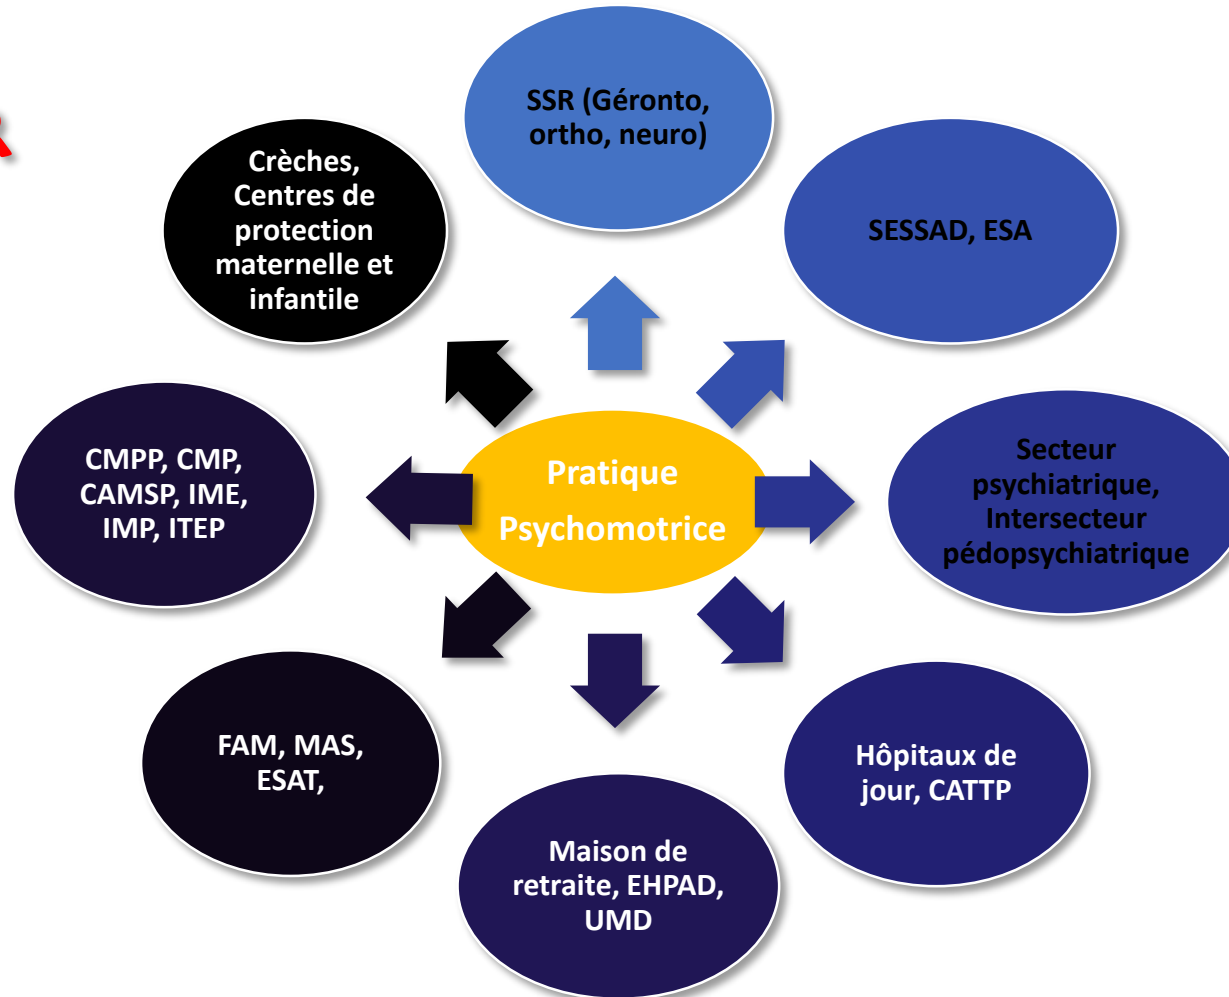 SSR (Géronto,
ortho, neuro)
SESSAD, ESA
Secteur
psychiatrique,
Intersecteur
pédopsychiatrique
Hôpitaux de
jour, CATTP
Maison de
retraite, EHPAD,
UMD
FAM, MAS,
ESAT,
CMPP, CMP,
CAMSP, IME,
IMP, ITEP
Crèches,
Centres de
protection
maternelle et
infantile
Pratique
Psychomotrice